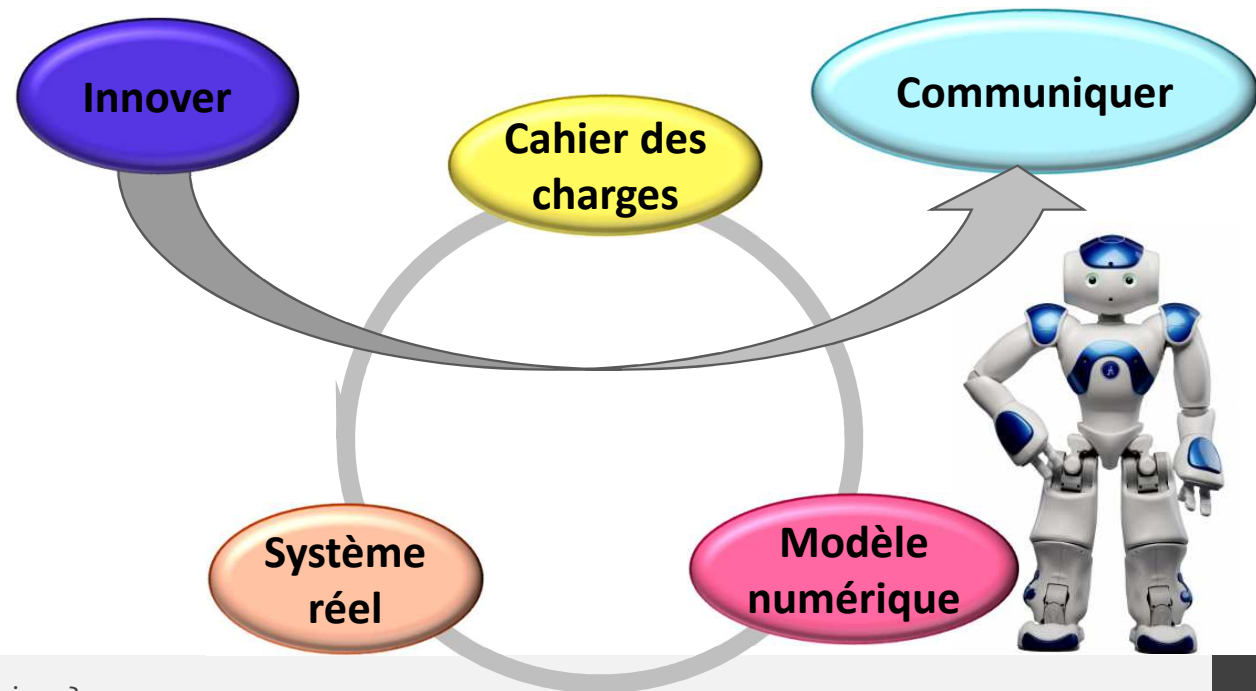 Innover
Communiquer
Cahier des
charges
Système
réel
Modèle
numérique